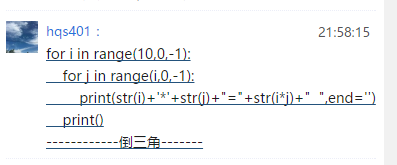 hqs401：
21:58:15
for i in range(10,0,-1):
    for j in range(i,0,-1):
        print(str(i)+'*'+str(j)+"="+str(i*j)+"  ",end='')
    print()
------------倒三角-------